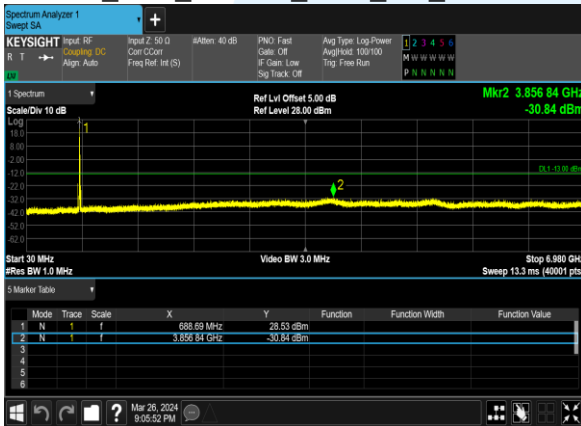 Spectrum Analyzer 1
Swept SA
KEYSIGHT
R T
Input: RF
Coupling: DC
Align: Auto
Input Z: 50 Ω
Corr CCorr
Freq Ref: Int (S)
#Atten: 40 dB
PNO: Fast
Gate: Off
IF Gain: Low
Sig Track: Off
Avg Type: Log-Power
Avg|Hold: 100/100
Trig: Free Run
1 2 3 4 5 6
M W W W W W
P N N N N N
1 Spectrum
Scale/Div 10 dB
Ref Lvl Offset 5.00 dB
Ref Level 28.00 dBm
Mkr2 3.856 84 GHz
-30.84 dBm
Log
18.0
8.00
-2.00
-12.0
-22.0
-32.0
-42.0
-52.0
-62.0
1
2
DL1 -13.00 dBm
Start 30 MHz
#Res BW 1.0 MHz
Video BW 3.0 MHz
Stop 6.980 GHz
Sweep 13.3 ms (40001 pts)
5 Marker Table
Mode Trace Scale X Y Function Function Width Function Value
1 N 1 f 688.69 MHz 28.53 dBm
2 N 1 f 3.856 84 GHz -30.84 dBm
3
4
5
6
?
Mar 26, 2024
9:05:52 PM